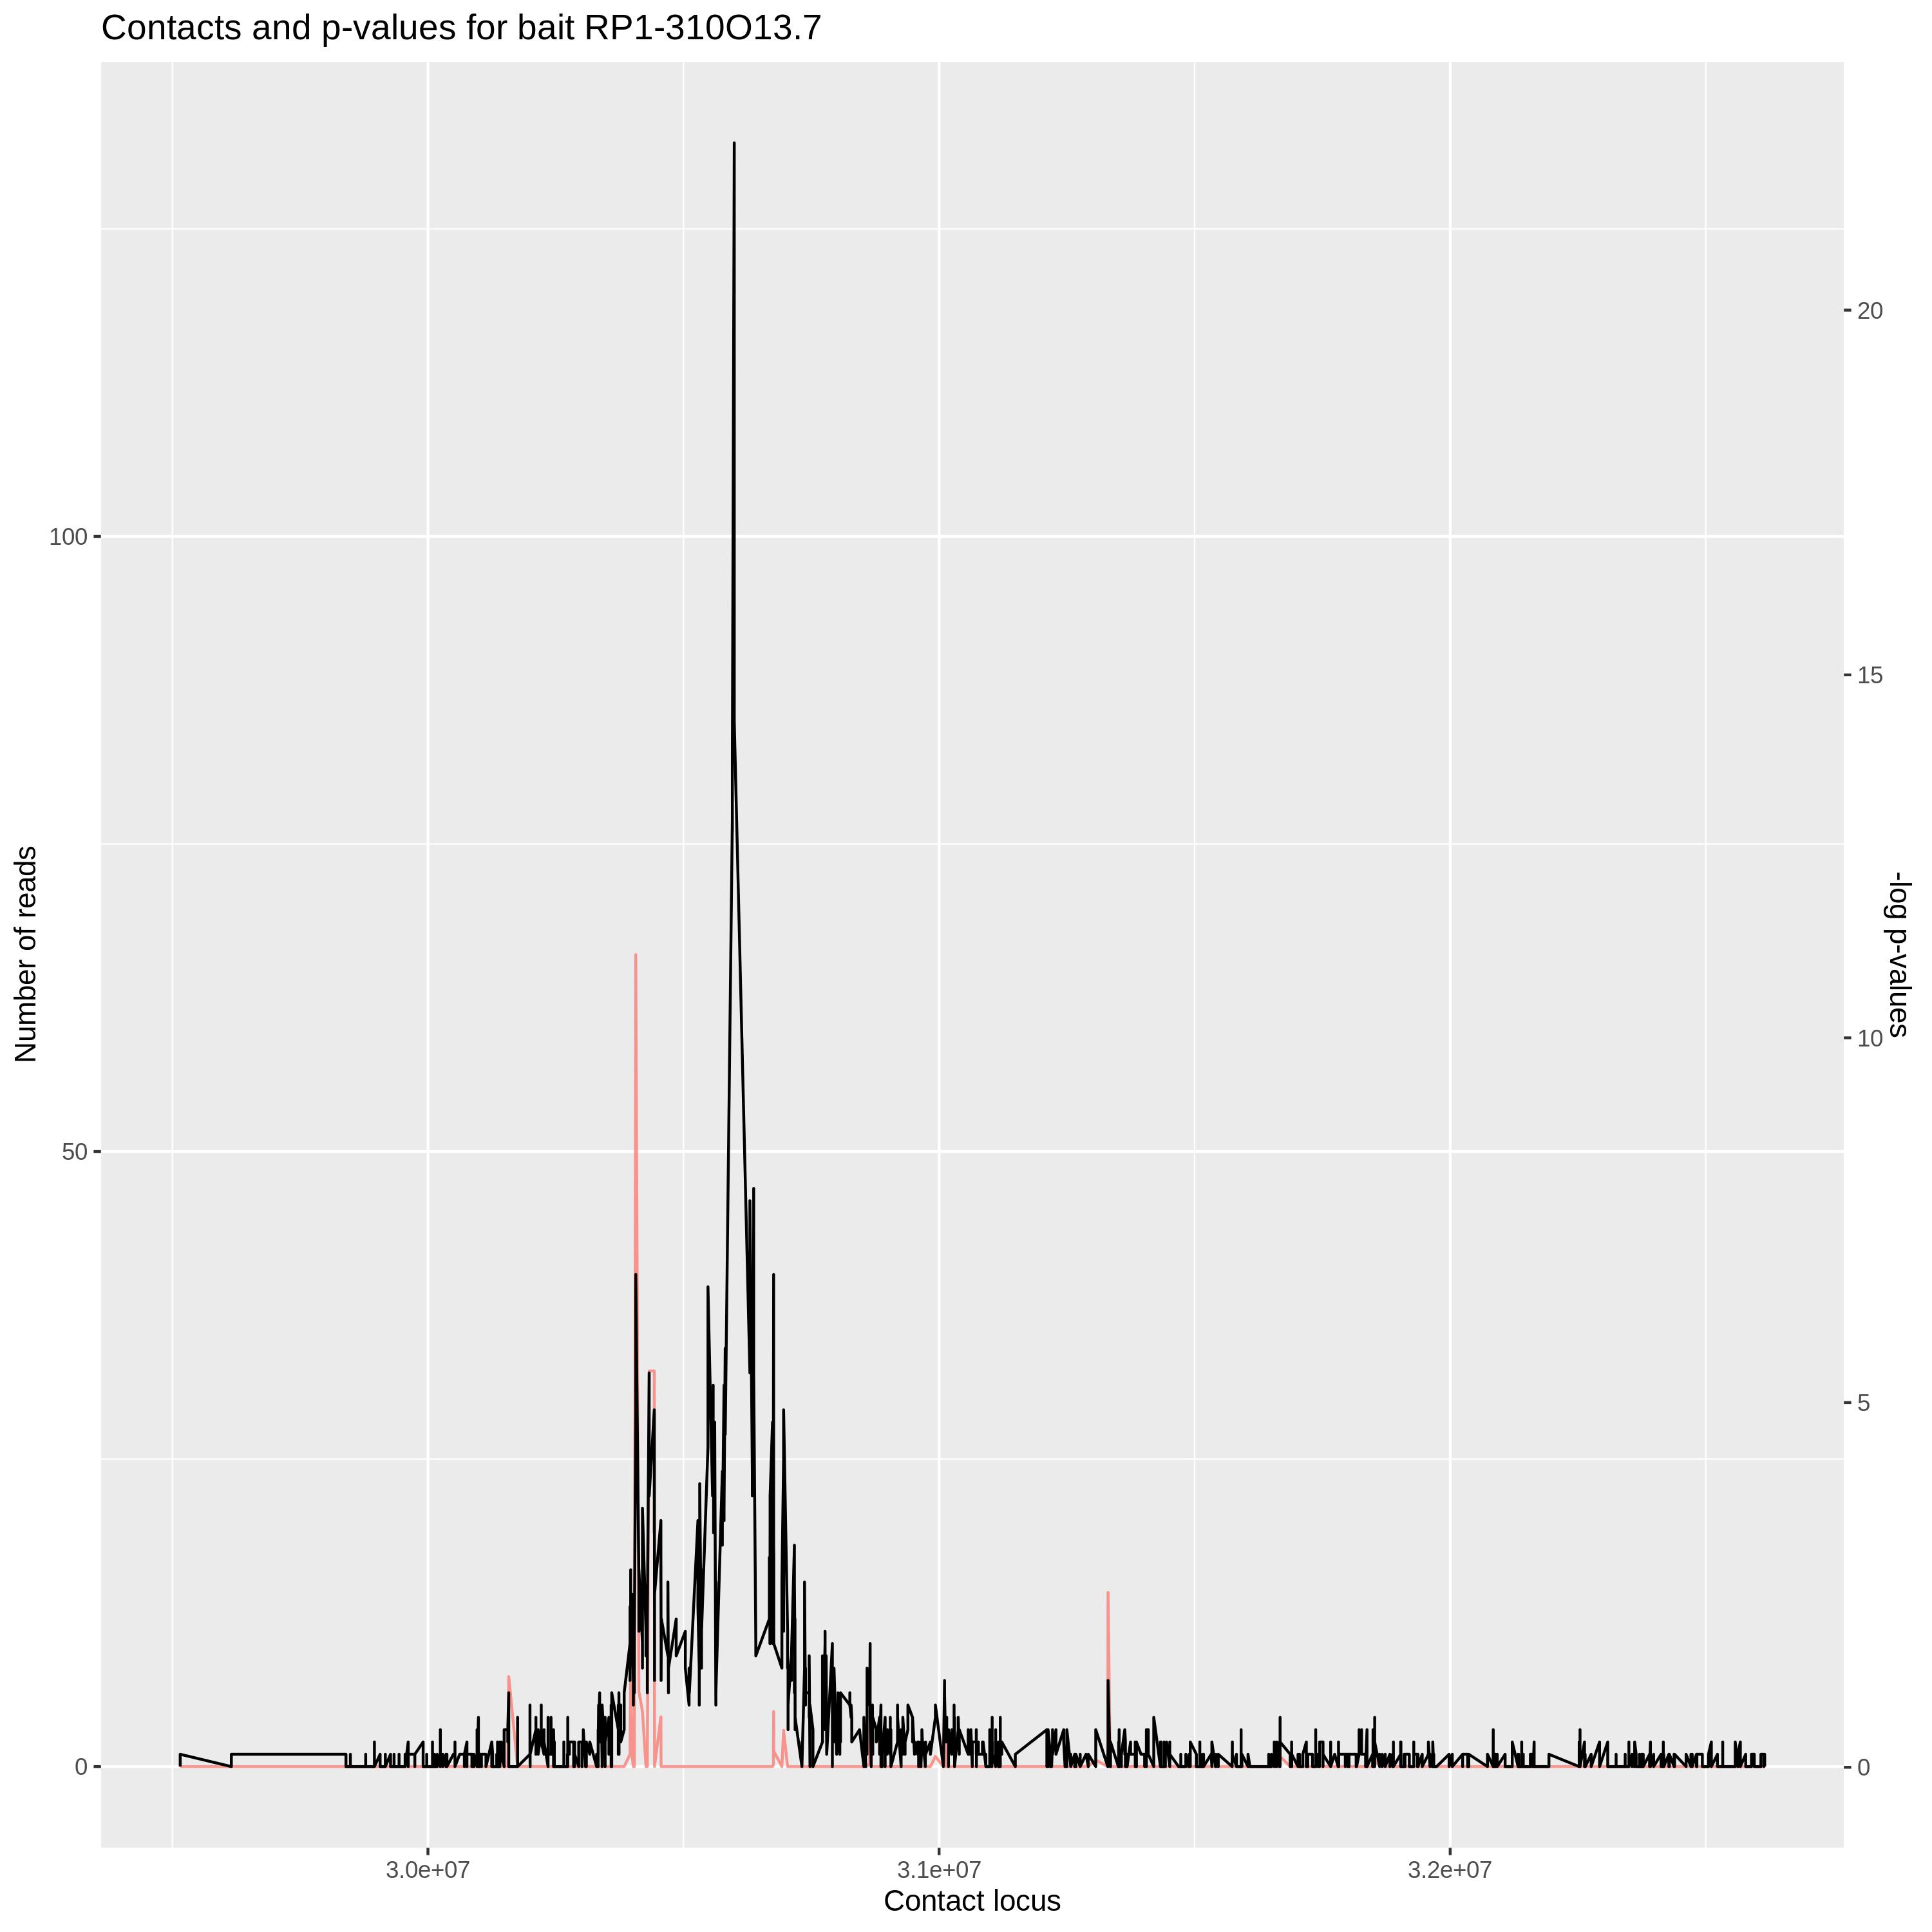 Contacts and p-values for bait RP1-310O13.7
Number of reads
100
50
0
20
15
10
5
0
-log p-values
3.0e+07
3.1e+07
3.2e+07
Contact locus